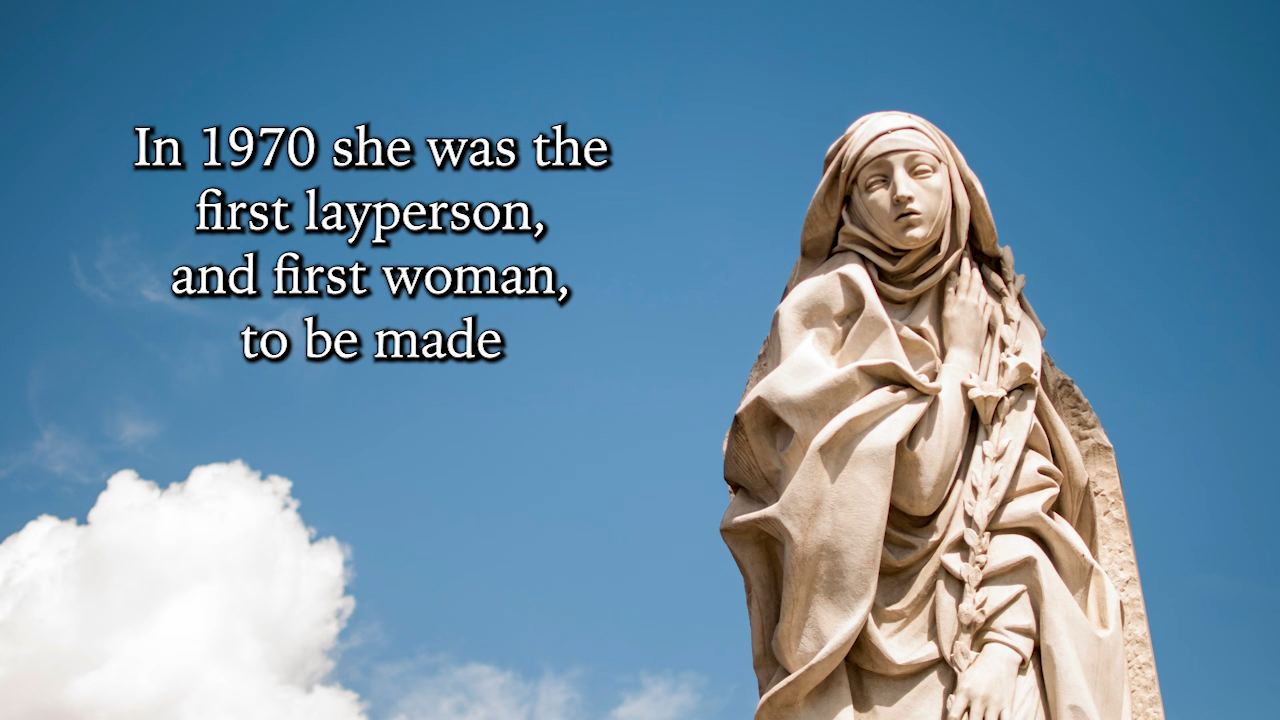 In 1970 she was the
first layperson,
and first woman,
to be made